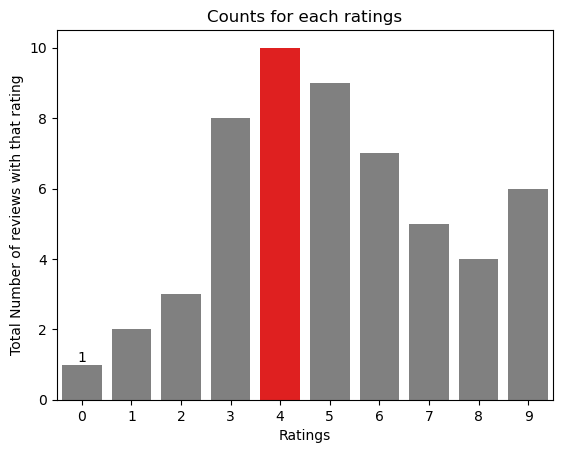 Counts for each ratings
Total Number of reviews with that rating
10
8
6
4
2
0
1
0 1 2 3 4 5 6 7 8 9
Ratings